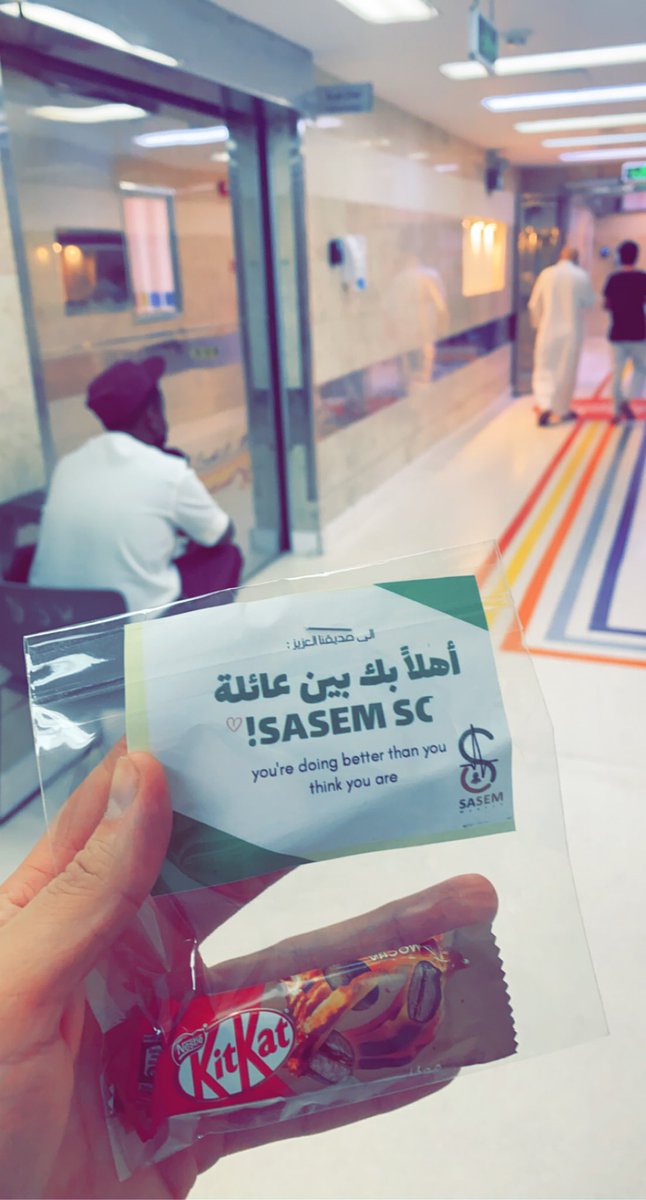 الى صديقنا العزيز :
أهلاً بك بين عائلة
SASEM SC!
you're doing better than you
think you are
SASEM
Nestlé
KitKat
MOCHA